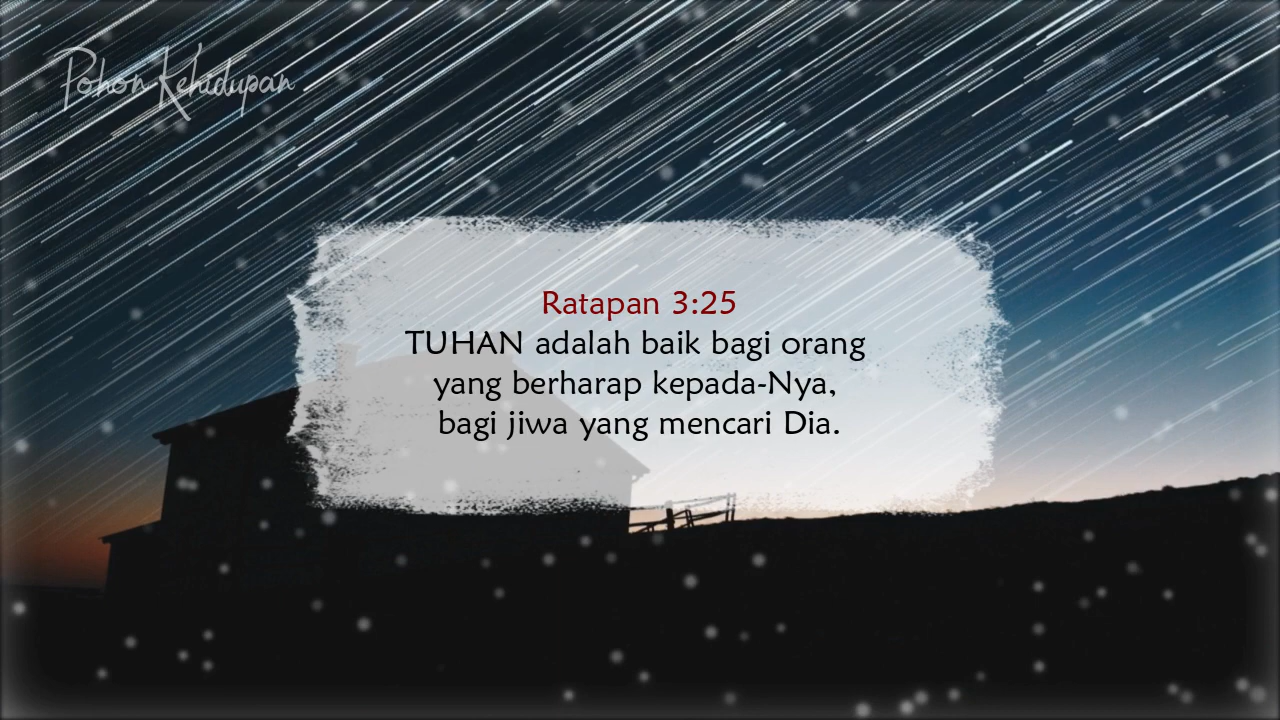 Pohon Kehidupan
Ratapan 3:25
TUHAN adalah baik bagi orang
yang berharap kepada-Nya,
bagi jiwa yang mencari Dia.